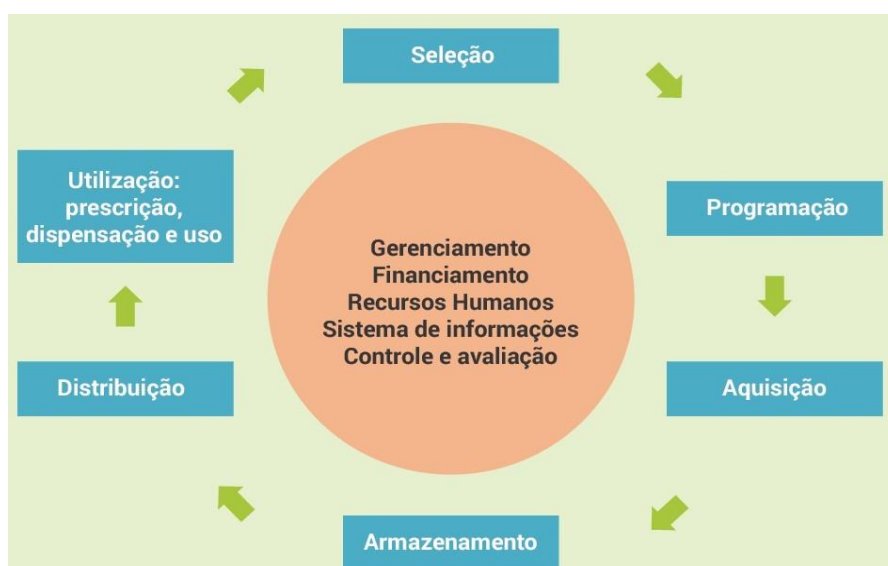 Seleção
Programação
Aquisição
Armazenamento
Distribuição
Utilização:
prescrição,
dispensação e uso
Gerenciamento
Financiamento
Recursos Humanos
Sistema de informações
Controle e avaliação